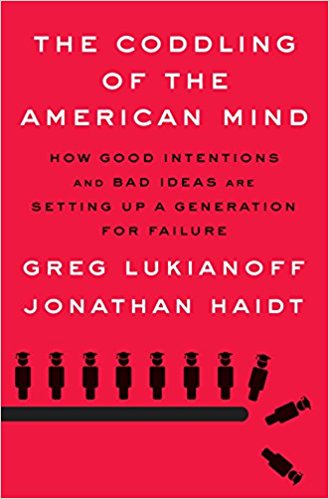 THE CODDLING
OF THE
AMERICAN MIND
HOW GOOD INTENTIONS
AND BAD IDEAS ARE
SETTING UP A GENERATION
FOR FAILURE
GREG LUKIANOFF
JONATHAN HAIDT